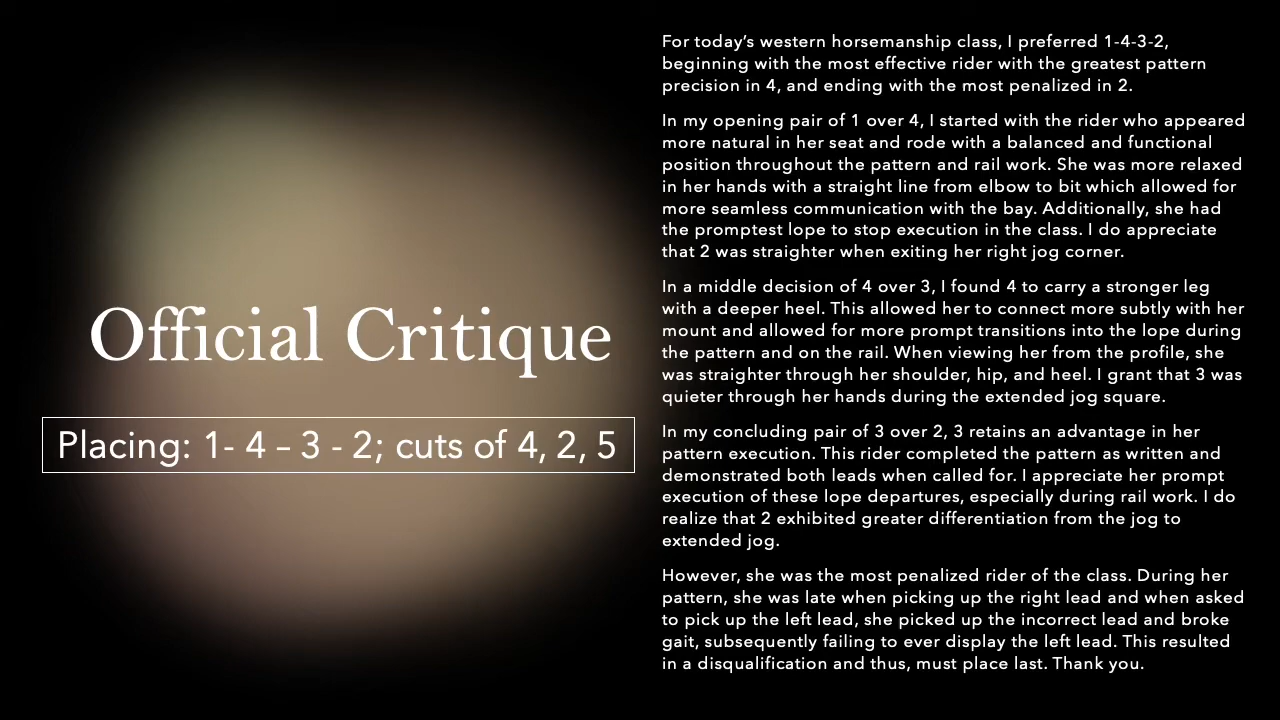 Official Critique
Placing: 1- 4 – 3 - 2; cuts of 4, 2, 5
For today’s western horsemanship class, I preferred 1-4-3-2,
beginning with the most effective rider with the greatest pattern
precision in 4, and ending with the most penalized in 2.
In my opening pair of 1 over 4, I started with the rider who appeared
more natural in her seat and rode with a balanced and functional
position throughout the pattern and rail work. She was more relaxed
in her hands with a straight line from elbow to bit which allowed for
more seamless communication with the bay. Additionally, she had
the promptest lope to stop execution in the class. I do appreciate
that 2 was straighter when exiting her right jog corner.
In a middle decision of 4 over 3, I found 4 to carry a stronger leg
with a deeper heel. This allowed her to connect more subtly with her
mount and allowed for more prompt transitions into the lope during
the pattern and on the rail. When viewing her from the profile, she
was straighter through her shoulder, hip, and heel. I grant that 3 was
quieter through her hands during the extended jog square.
In my concluding pair of 3 over 2, 3 retains an advantage in her
pattern execution. This rider completed the pattern as written and
demonstrated both leads when called for. I appreciate her prompt
execution of these lope departures, especially during rail work. I do
realize that 2 exhibited greater differentiation from the jog to
extended jog.
However, she was the most penalized rider of the class. During her
pattern, she was late when picking up the right lead and when asked
to pick up the left lead, she picked up the incorrect lead and broke
gait, subsequently failing to ever display the left lead. This resulted
in a disqualification and thus, must place last. Thank you.